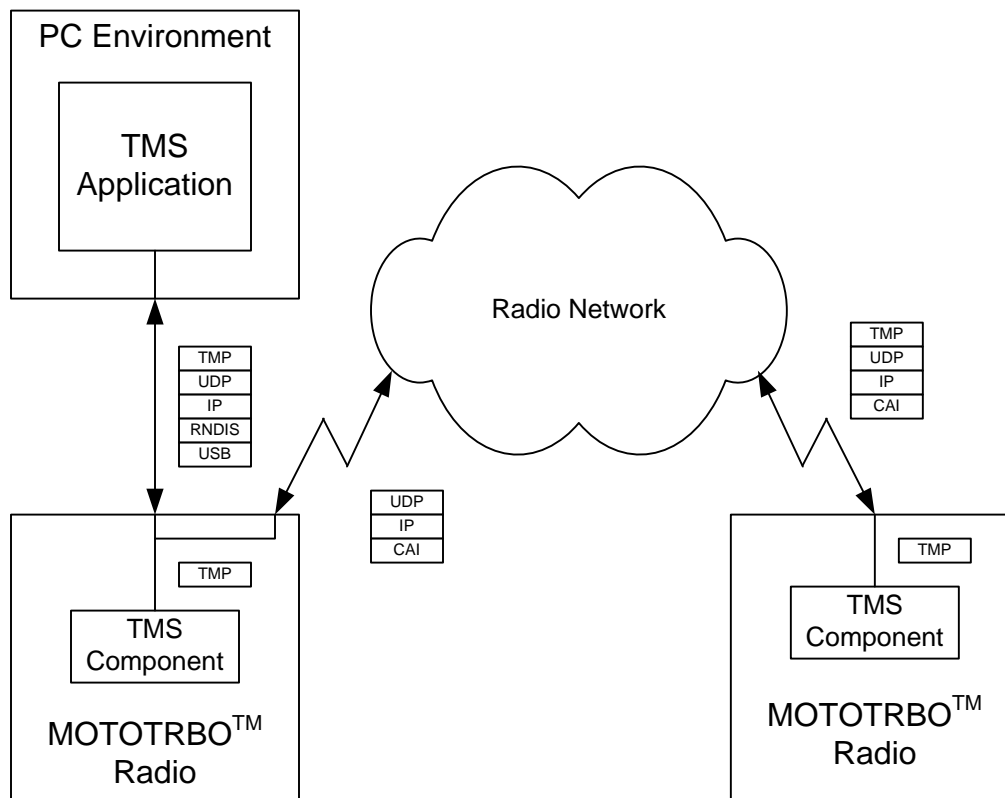 PC Environment
TMS
Application
Radio Network
TMP
UDP
IP
RNDIS
USB
TMP
UDP
IP
CAI
UDP
IP
CAI
TMP
TMS
Component
MOTOTRBO™
Radio
TMP
TMS
Component
MOTOTRBO™
Radio